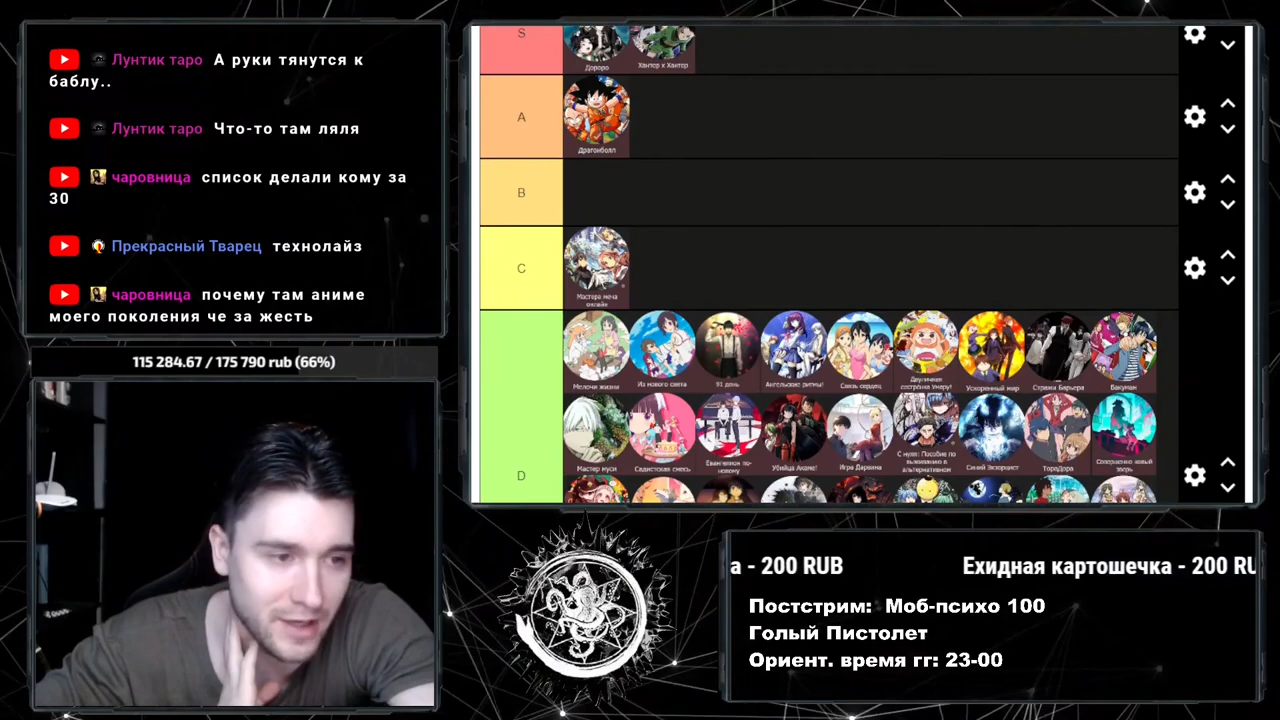 Лунтик таро А руки тянутся к
баблу..
Лунтик таро Что-то там ляля
чаровница список делали кому за
30
Прекрасный Тварец технолайз
чаровница почему там аниме
моего поколения че за жесть
115 284.67 / 175 790 rub (66%)
S
Дороро
Хантер х Хантер
A
Драгонболл
B
C
Мастера меча
онлайн
D
Мелочи жизни
Из нового света
91 день
Ангельские ритмы!
Связь сердец
Двуличная
сестрёнка Умару!
Ускоренный мир
Стражи Барьера
Бакуман
Мастер муси
Евангелион по-
новому
Убийца Акаме!
Игра Дарвина
С нуля: Пособие по
выживанию в
альтернативном
Синий Экзорцист
ТораДора
Совершенно новый
зверь
а - 200 RUB
Ехидная картошечка - 200 RU
Постстрим: Моб-психо 100
Голый Пистолет
Ориент. время гг: 23-00